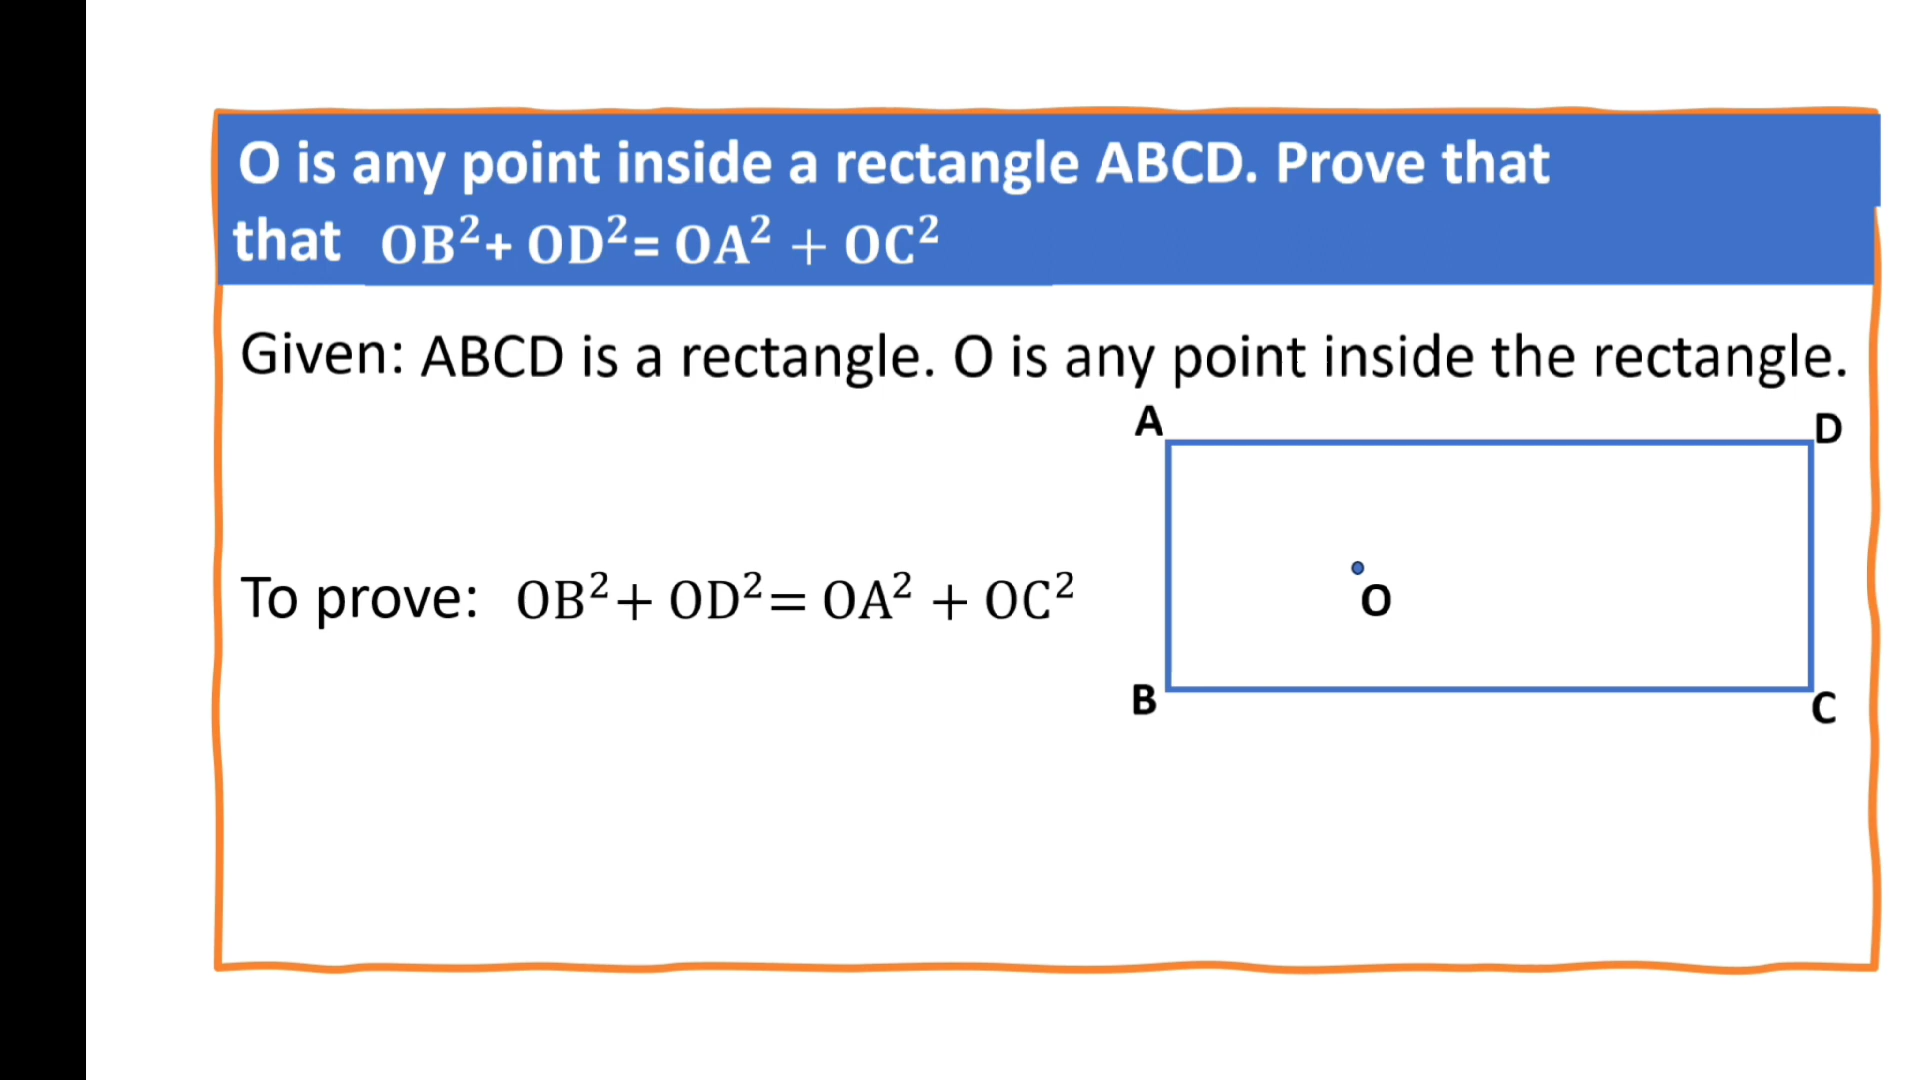 O is any point inside a rectangle ABCD. Prove that
that OB²+ OD²= OA² + OC²
Given: ABCD is a rectangle. O is any point inside the rectangle.
A
D
To prove: OB²+ OD²= OA² + OC²
O
B
C